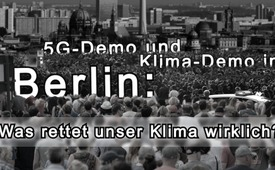 5G-Demo und
Klima-Demo in
Berlin:
Was rettet unser Klima wirklich?